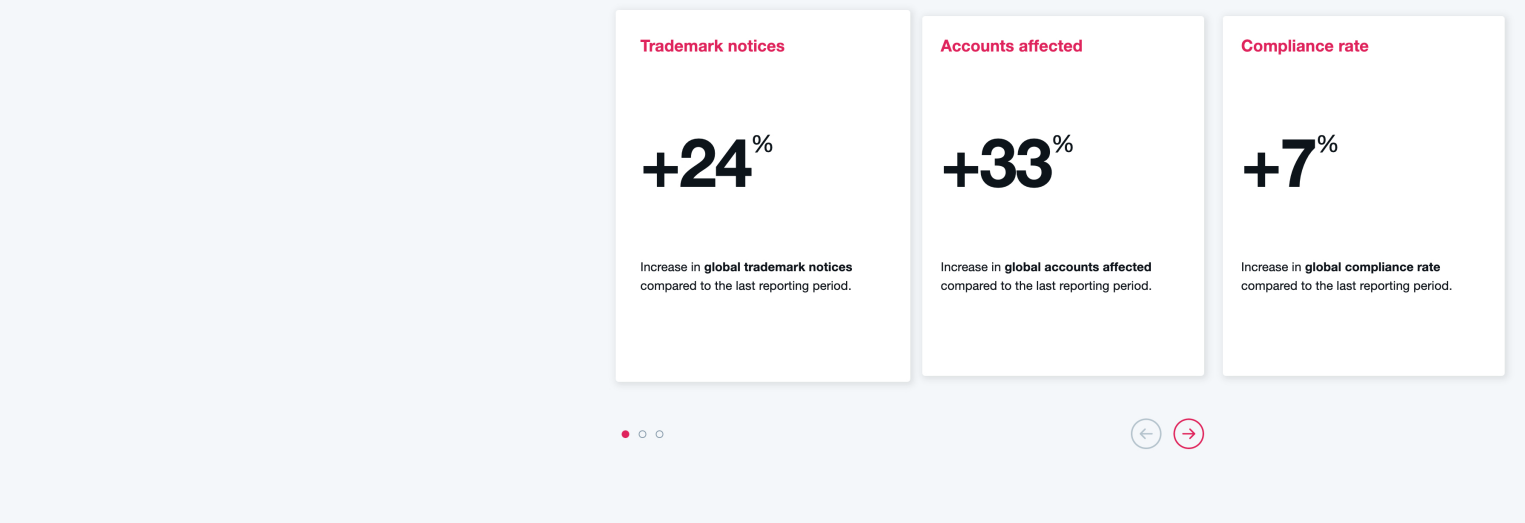 Trademark notices
+24%
Increase in global trademark notices
compared to the last reporting period.
Accounts affected
+33%
Increase in global accounts affected
compared to the last reporting period.
Compliance rate
+7%
Increase in global compliance rate
compared to the last reporting period.